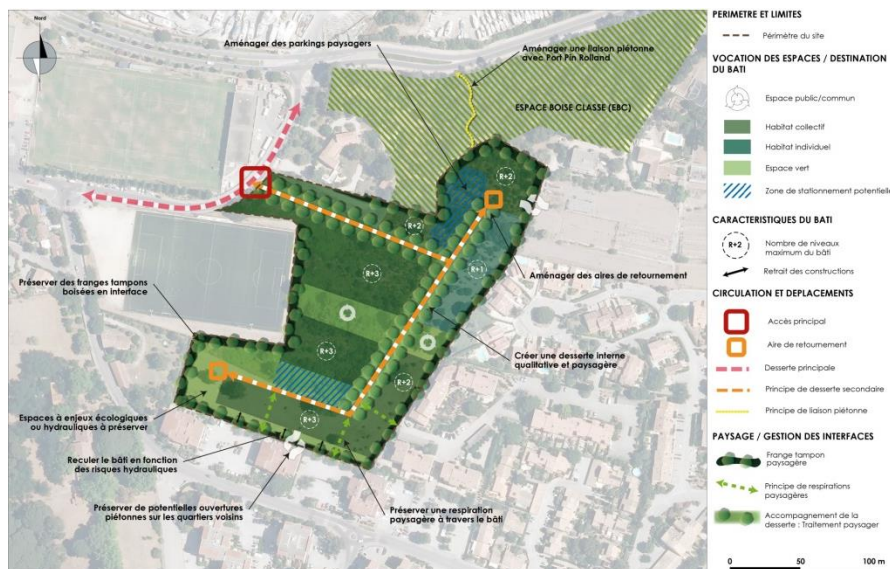 Nord
Aménager des parkings paysagers
Aménager une liaison piétonne
avec Port Pin Rolland
ESPACE BOISE CLASSE (EBC)
R+2
R+2
R+3
R+1
Aménager des aires de retournement
Préserver des franges tampons
boisées en interface
R+3
Créer une desserte interne
qualitative et paysagère
R+2
R+3
Espaces à enjeux écologiques
ou hydrauliques à préserver
Reculer le bâti en fonction
des risques hydrauliques
Préserver de potentielles ouvertures
piétonnes sur les quartiers voisins
Préserver une respiration
paysagère à travers le bâti
PERIMETRE ET LIMITES
Périmètre du site
VOCATION DES ESPACES / DESTINATION
DU BATI
Espace public/commun
Habitat collectif
Habitat individuel
Espace vert
Zone de stationnement potentielle
CARACTERISTIQUES DU BATI
R+2
Nombre de niveaux
maximum du bâti
Retrait des constructions
CIRCULATION ET DEPLACEMENTS
Accès principal
Aire de retournement
Desserte principale
Principe de desserte secondaire
Principe de liaison piétonne
PAYSAGE / GESTION DES INTERFACES
Frange tampon
paysagère
Principe de respirations
paysagères
Accompagnement de la
desserte : Traitement paysager
0 50 100 m